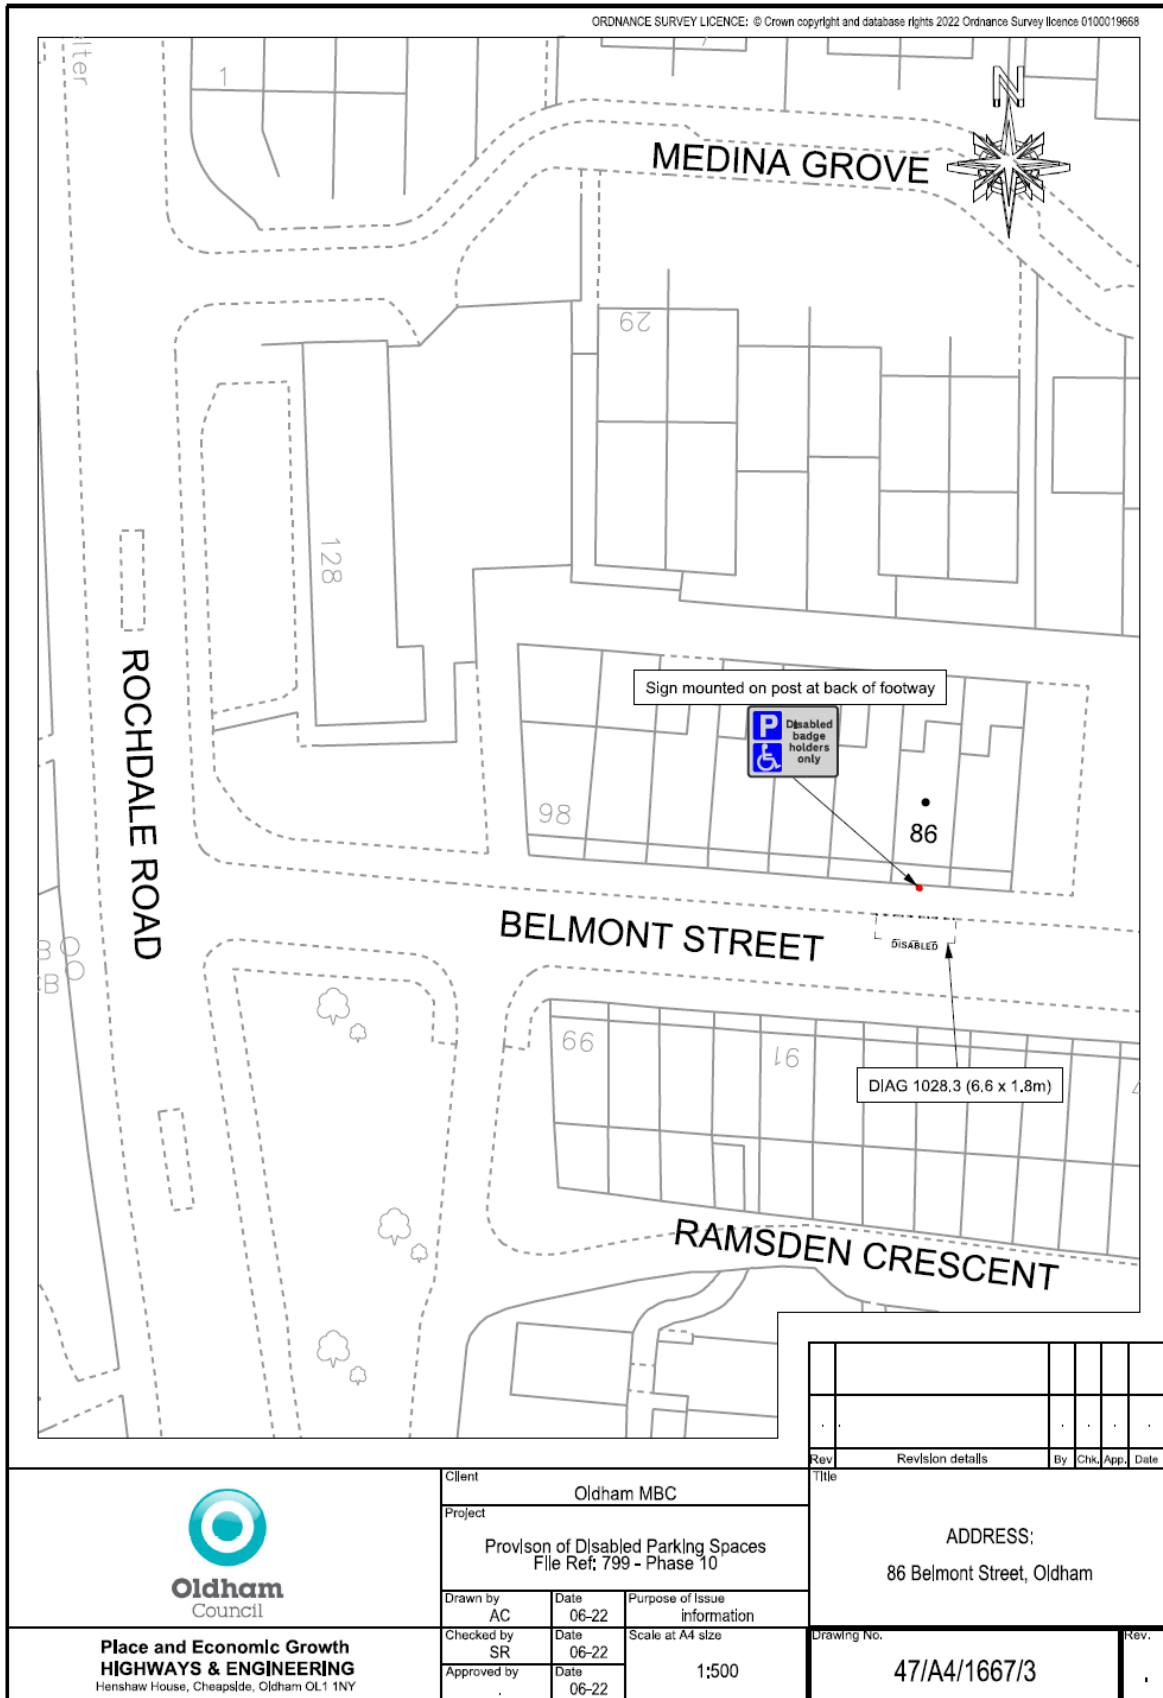 ORDNANCE SURVEY LICENCE: © Crown copyright and database rights 2022 Ordnance Survey licence 0100019668
lter
1
N
MEDINA GROVE
29
128
ROCHDALE ROAD
Sign mounted on post at back of footway
P
Disabled
badge
holders
only
98
86
BELMONT STREET
DISABLED
99
91
DIAG 1028.3 (6.6 x 1.8m)
RAMSDEN CRESCENT
Rev
Revision details
By
Chk.
App.
Date
Oldham
Council
Place and Economic Growth
HIGHWAYS & ENGINEERING
Henshaw House, Cheapside, Oldham OL1 1NY
Client
Oldham MBC
Project
Provison of Disabled Parking Spaces
File Ref: 799 - Phase 10
Drawn by
AC
Date
06-22
Purpose of Issue
information
Checked by
SR
Date
06-22
Scale at A4 size
1:500
Approved by
.
Date
06-22
Title
ADDRESS:
86 Belmont Street, Oldham
Drawing No.
47/A4/1667/3
Rev.
.